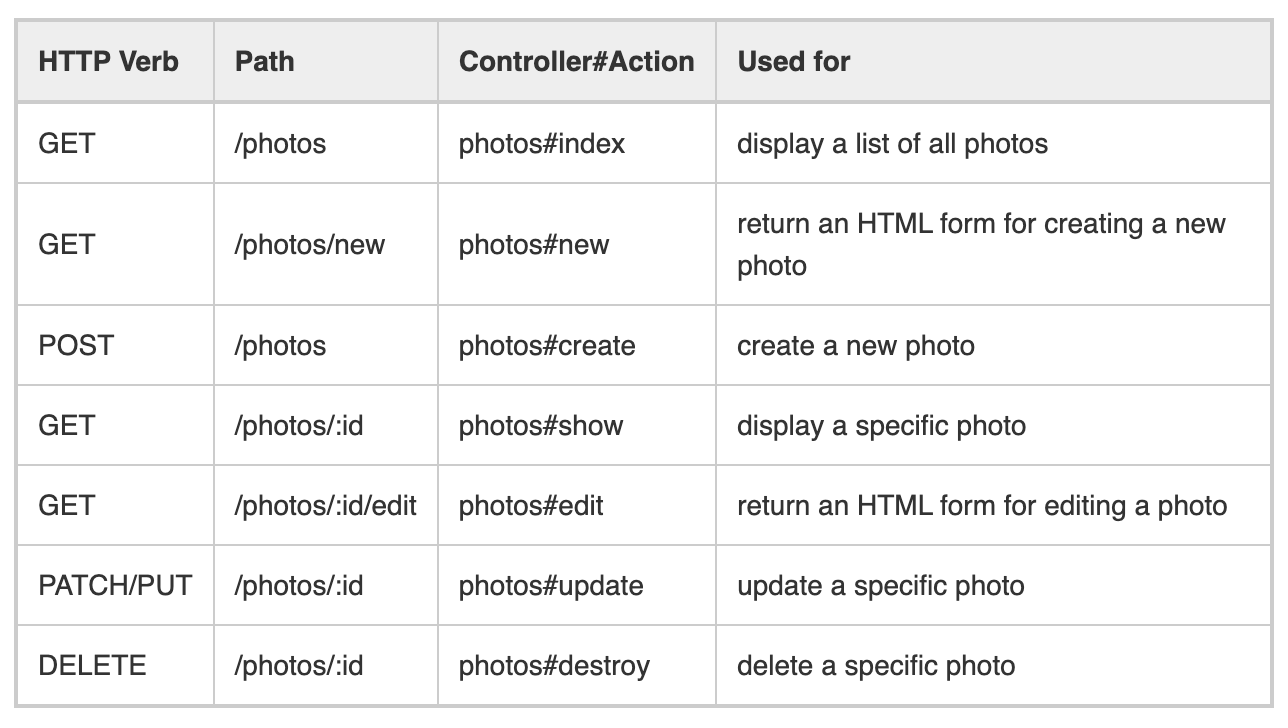 HTTP Verb Path Controller#Action Used for
GET /photos photos#index display a list of all photos
GET /photos/new photos#new return an HTML form for creating a new
photo
POST /photos photos#create create a new photo
GET /photos/:id photos#show display a specific photo
GET /photos/:id/edit photos#edit return an HTML form for editing a photo
PATCH/PUT /photos/:id photos#update update a specific photo
DELETE /photos/:id photos#destroy delete a specific photo